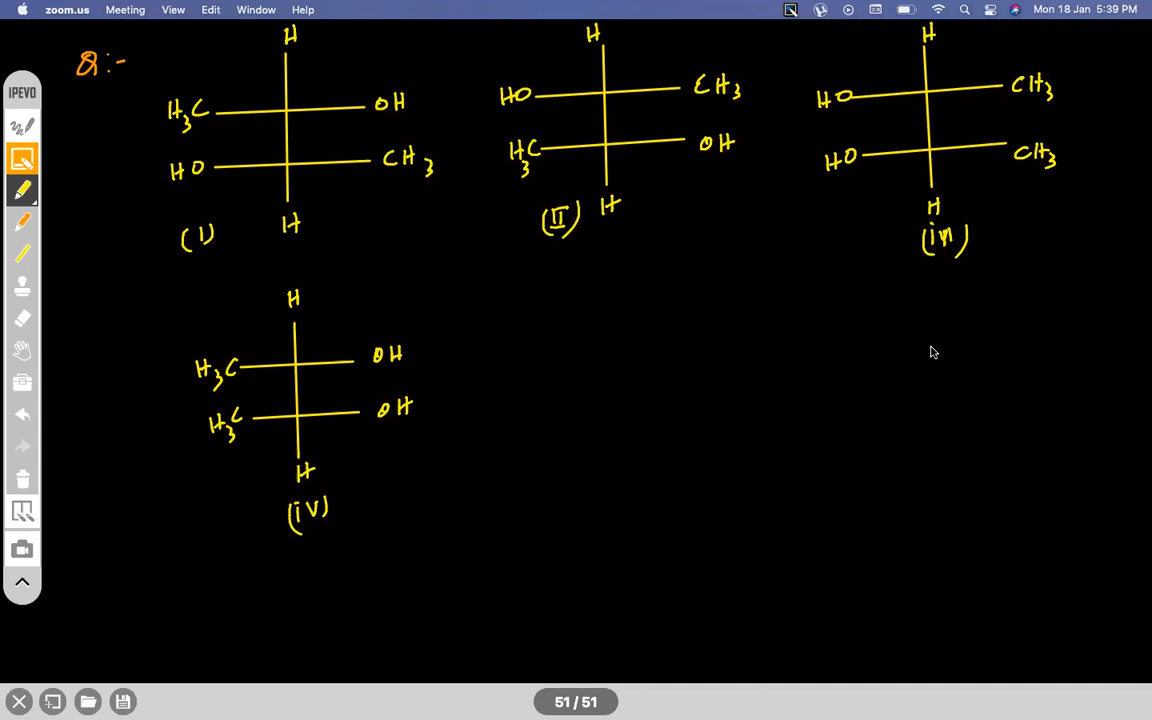 zoom.us Meeting View Edit Window Help Mon 18 Jan 5:39 PM
IPEVO
Q:-
H
H3C OH
HO CH3
H
(I)
H
HO CH3
H3C OH
H
(II)
H
HO CH3
HO CH3
H
(iii)
H
H3C OH
H3C OH
H
(iv)
51 / 51